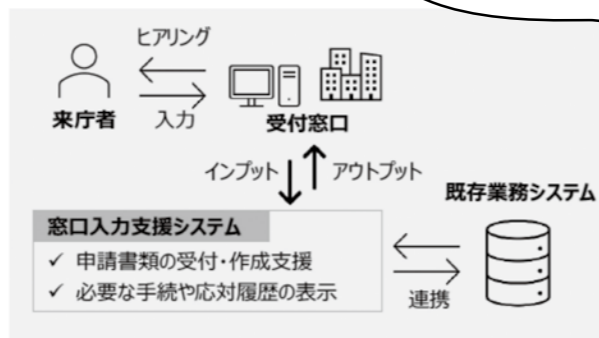 ヒアリング
来庁者
入力
受付窓口
インプット
アウトプット
既存業務システム
窓口入力支援システム
✓ 申請書類の受付・作成支援
✓ 必要な手続や応対履歴の表示
連携